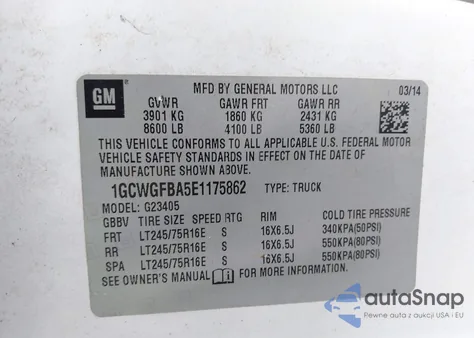 GM
MFD BY GENERAL MOTORS LLC 03/14
GVWR GAWR FRT GAWR RR
3901 KG 1860 KG 2431 KG
8600 LB 4100 LB 5360 LB
THIS VEHICLE CONFORMS TO ALL APPLICABLE U.S. FEDERAL MOTOR
VEHICLE SAFETY STANDARDS IN EFFECT ON THE DATE OF
MANUFACTURE SHOWN ABOVE.
1GCWGFBA5E1175862 TYPE: TRUCK
MODEL: G23405
GBBV TIRE SIZE SPEED RTG RIM COLD TIRE PRESSURE
FRT LT245/75R16E S 16X6.5J 340KPA(50PSI)
RR LT245/75R16E S 16X6.5J 550KPA(80PSI)
SPA LT245/75R16E S 16X6.5J 550KPA(80PSI)
SEE OWNER'S MANUAL FOR MORE INFORMATION.
autoSnap
Pewne auta z aukcji USA i EU